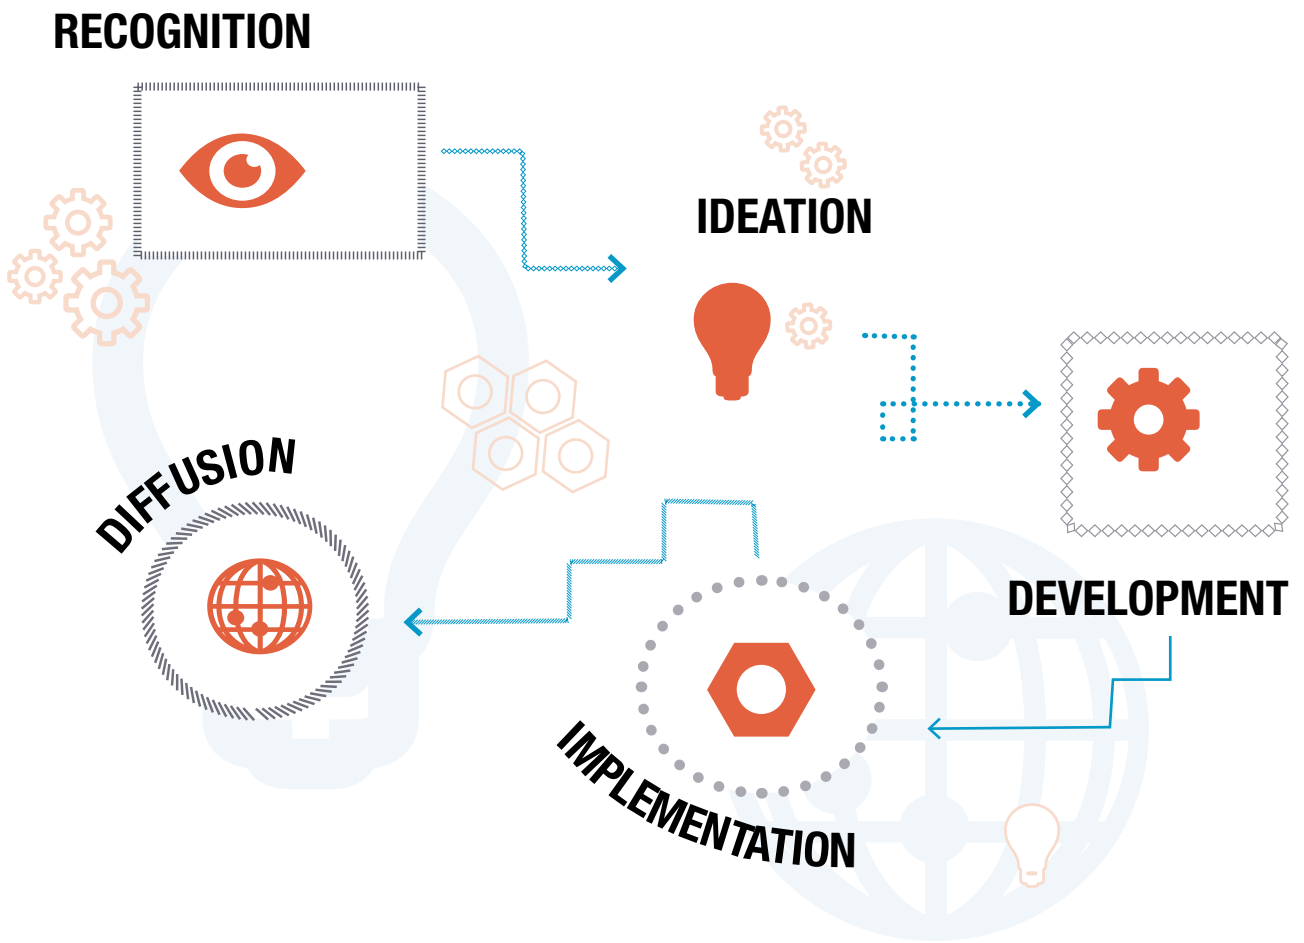 RECOGNITION
IDEATION
DEVELOPMENT
IMPLEMENTATION
DIFFUSION